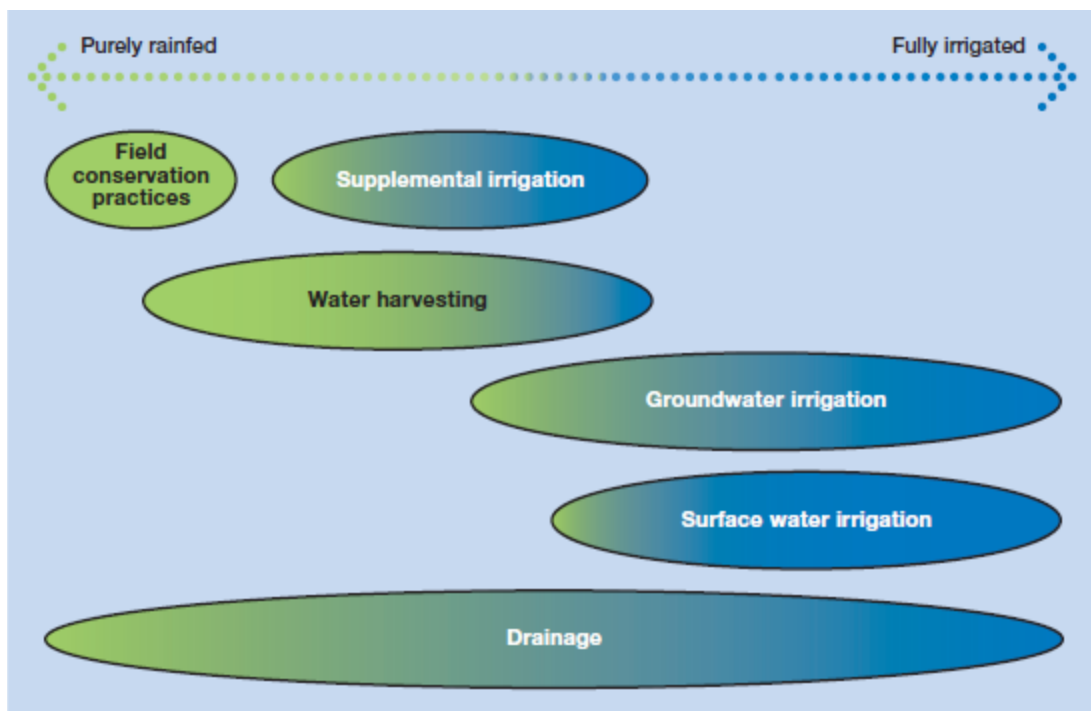 Purely rainfed
Fully irrigated
Field
conservation
practices
Supplemental irrigation
Water harvesting
Groundwater irrigation
Surface water irrigation
Drainage